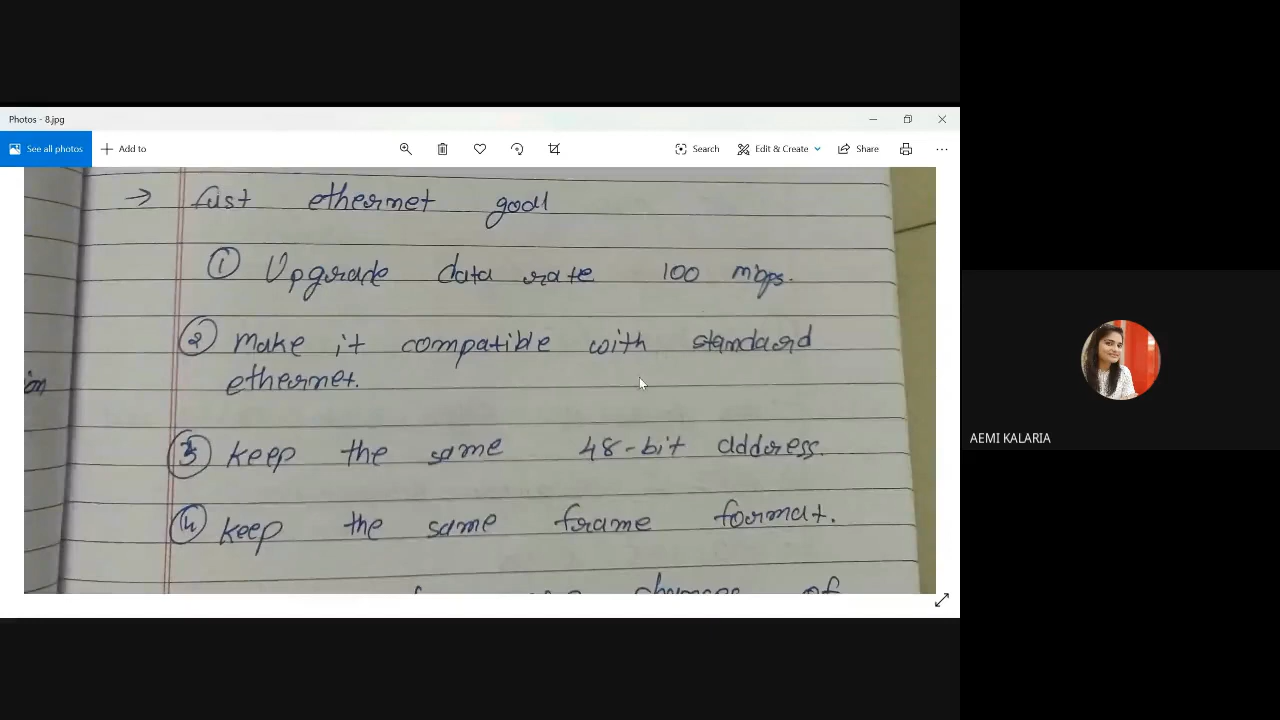 Photos - 8.jpg
See all photos
Add to
Search
Edit & Create
Share
→ fast ethernet goal
① Upgrade data rate 100 mbps.
② Make it compatible with standard
ethernet.
on
③ Keep the same 48-bit address.
④ Keep the same frame format.
of
AEMI KALARIA